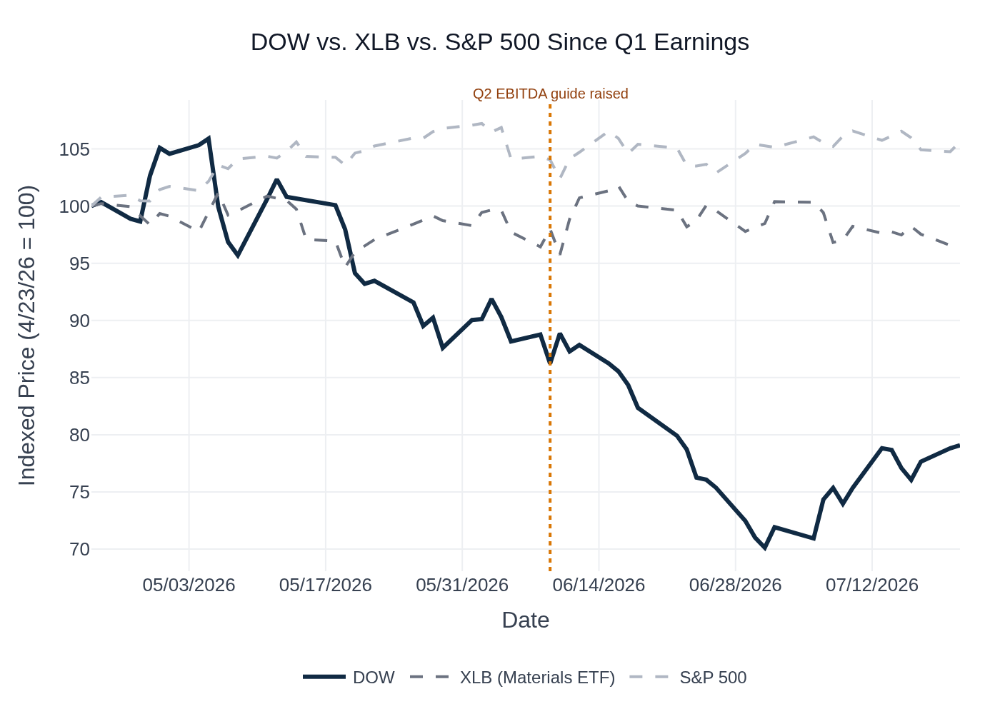 DOW vs. XLB vs. S&P 500 Since Q1 Earnings
Q2 EBITDA guide raised
Indexed Price (4/23/26 = 100)
105
100
95
90
85
80
75
70
05/03/2026
05/17/2026
05/31/2026
06/14/2026
06/28/2026
07/12/2026
Date
DOW
XLB (Materials ETF)
S&P 500